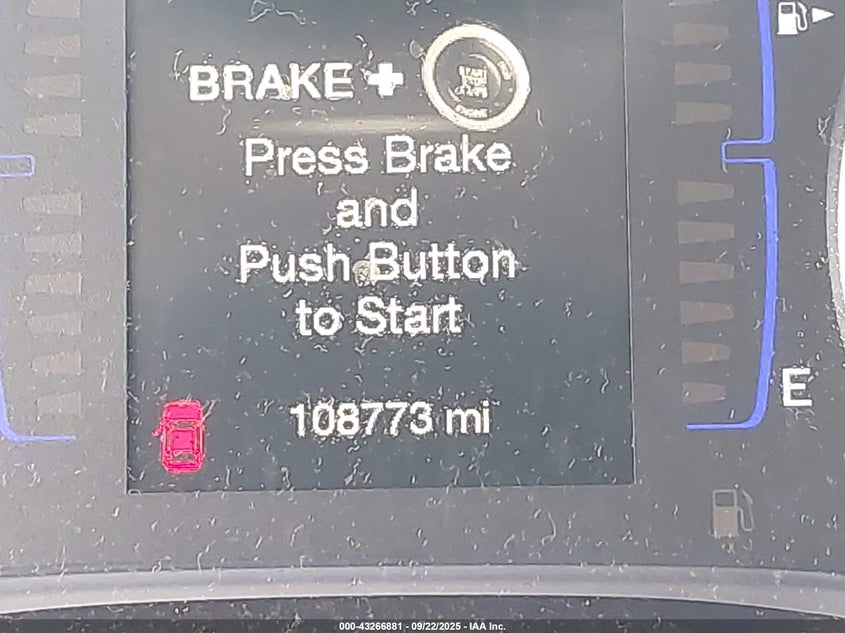 BRAKE +
Press Brake
and
Push Button
to Start
108773 mi
E
000-43266881 - 09/22/2025 - IAA Inc.